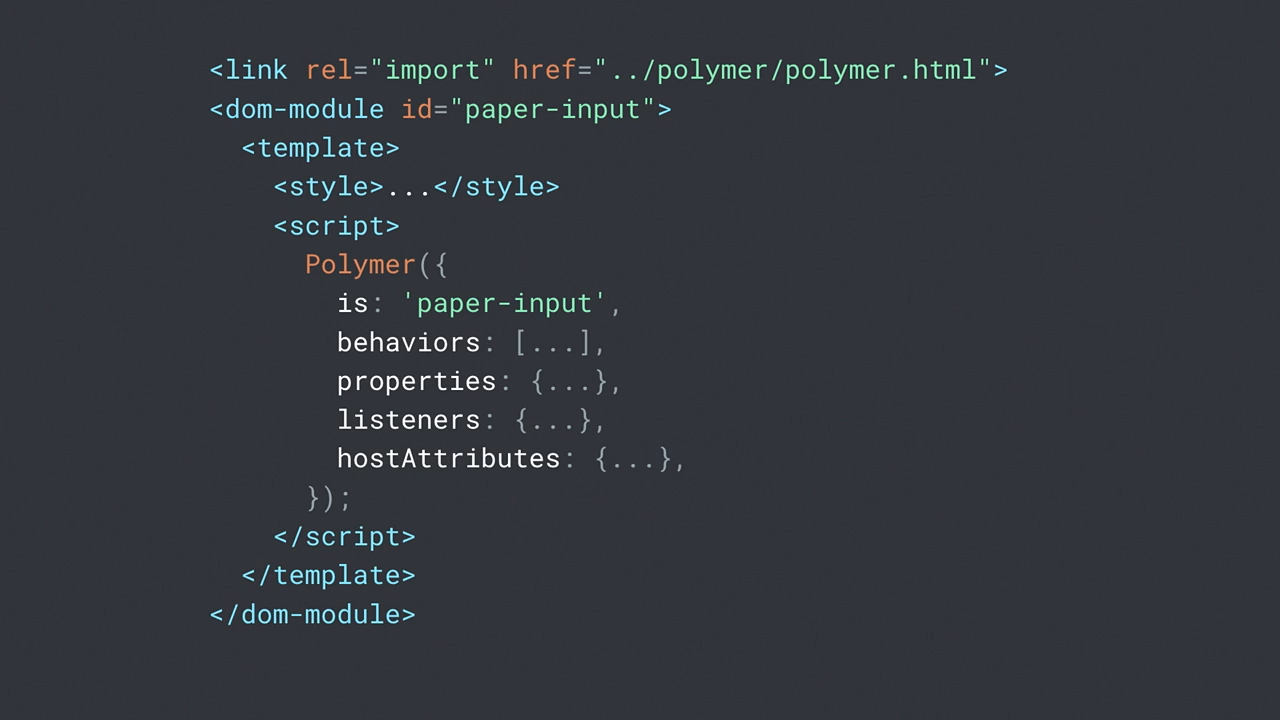 <link rel="import" href="../polymer/polymer.html">
<dom-module id="paper-input">
  <template>
    <style>...</style>
    <script>
      Polymer({
        is: 'paper-input',
        behaviors: [...],
        properties: {...},
        listeners: {...},
        hostAttributes: {...},
      });
    </script>
  </template>
</dom-module>